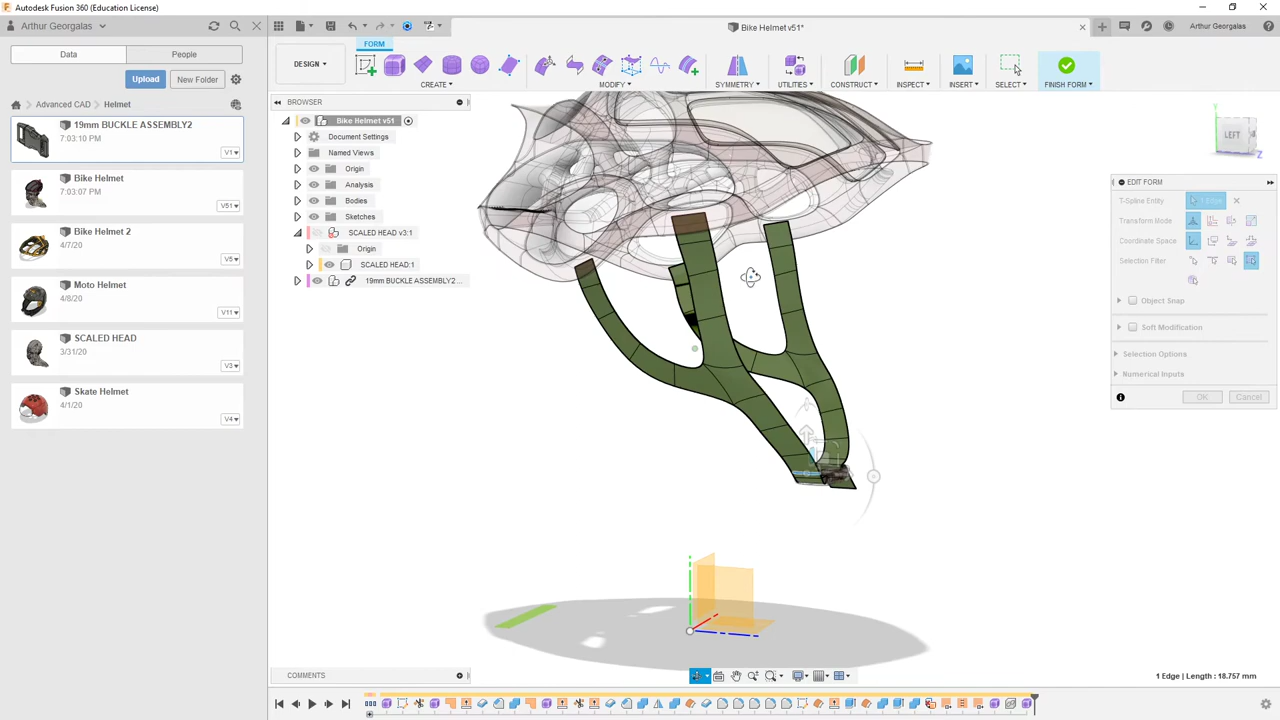 Autodesk Fusion 360 (Education License)
Arthur Georgalas
Bike Helmet v51*
Arthur Georgalas
Data
People
Upload
New Folder
Advanced CAD
Helmet
19mm BUCKLE ASSEMBLY2
7:03:10 PM
V1
Bike Helmet
7:03:07 PM
V51
Bike Helmet 2
4/7/20
V5
Moto Helmet
4/8/20
V11
SCALED HEAD
3/31/20
V3
Skate Helmet
4/1/20
V4
FORM
DESIGN
CREATE
MODIFY
SYMMETRY
UTILITIES
CONSTRUCT
INSPECT
INSERT
SELECT
FINISH FORM
BROWSER
Bike Helmet v51
Document Settings
Named Views
Origin
Analysis
Bodies
Sketches
SCALED HEAD v3:1
Origin
SCALED HEAD:1
19mm BUCKLE ASSEMBLY2...
Y
LEFT
Z
EDIT FORM
T-Spline Entity
1 Edge
Transform Mode
Coordinate Space
Selection Filter
Object Snap
Soft Modification
Selection Options
Numerical Inputs
OK
Cancel
COMMENTS
1 Edge | Length : 18.757 mm